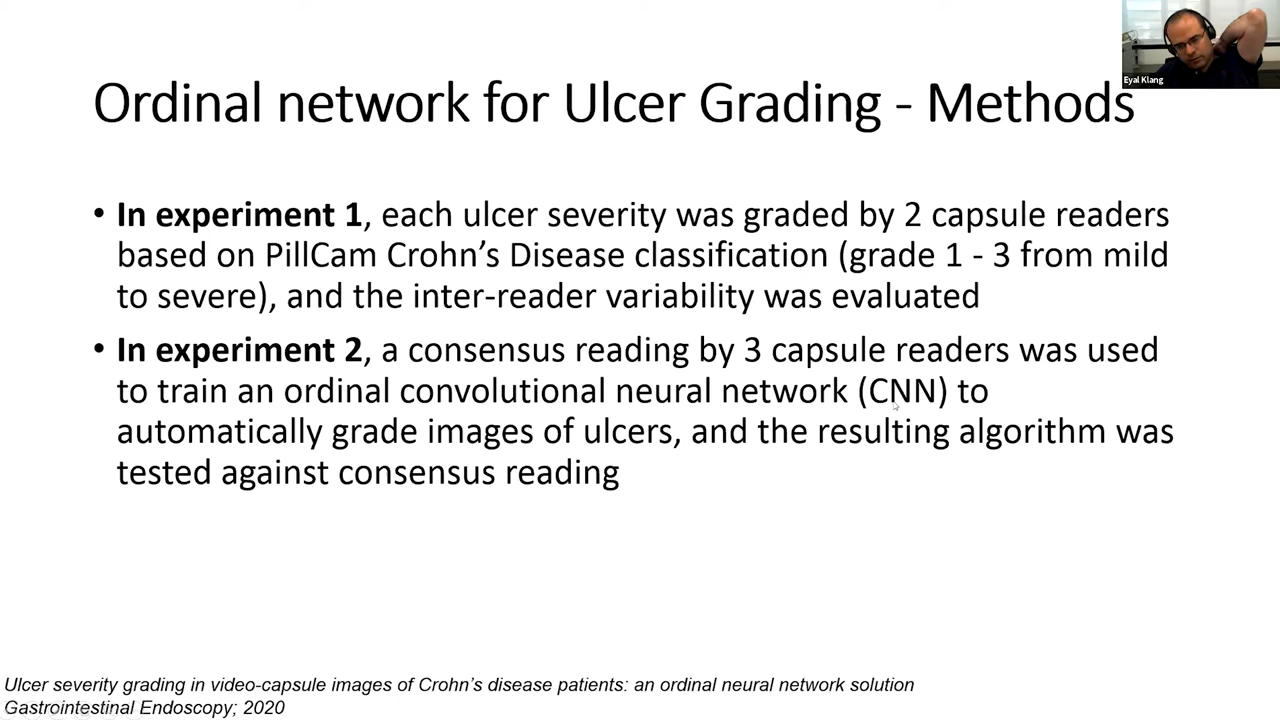 Eyal Klang
Ordinal network for Ulcer Grading - Methods
• In experiment 1, each ulcer severity was graded by 2 capsule readers
based on PillCam Crohn’s Disease classification (grade 1 - 3 from mild
to severe), and the inter-reader variability was evaluated
• In experiment 2, a consensus reading by 3 capsule readers was used
to train an ordinal convolutional neural network (CNN) to
automatically grade images of ulcers, and the resulting algorithm was
tested against consensus reading
Ulcer severity grading in video-capsule images of Crohn’s disease patients: an ordinal neural network solution
Gastrointestinal Endoscopy; 2020